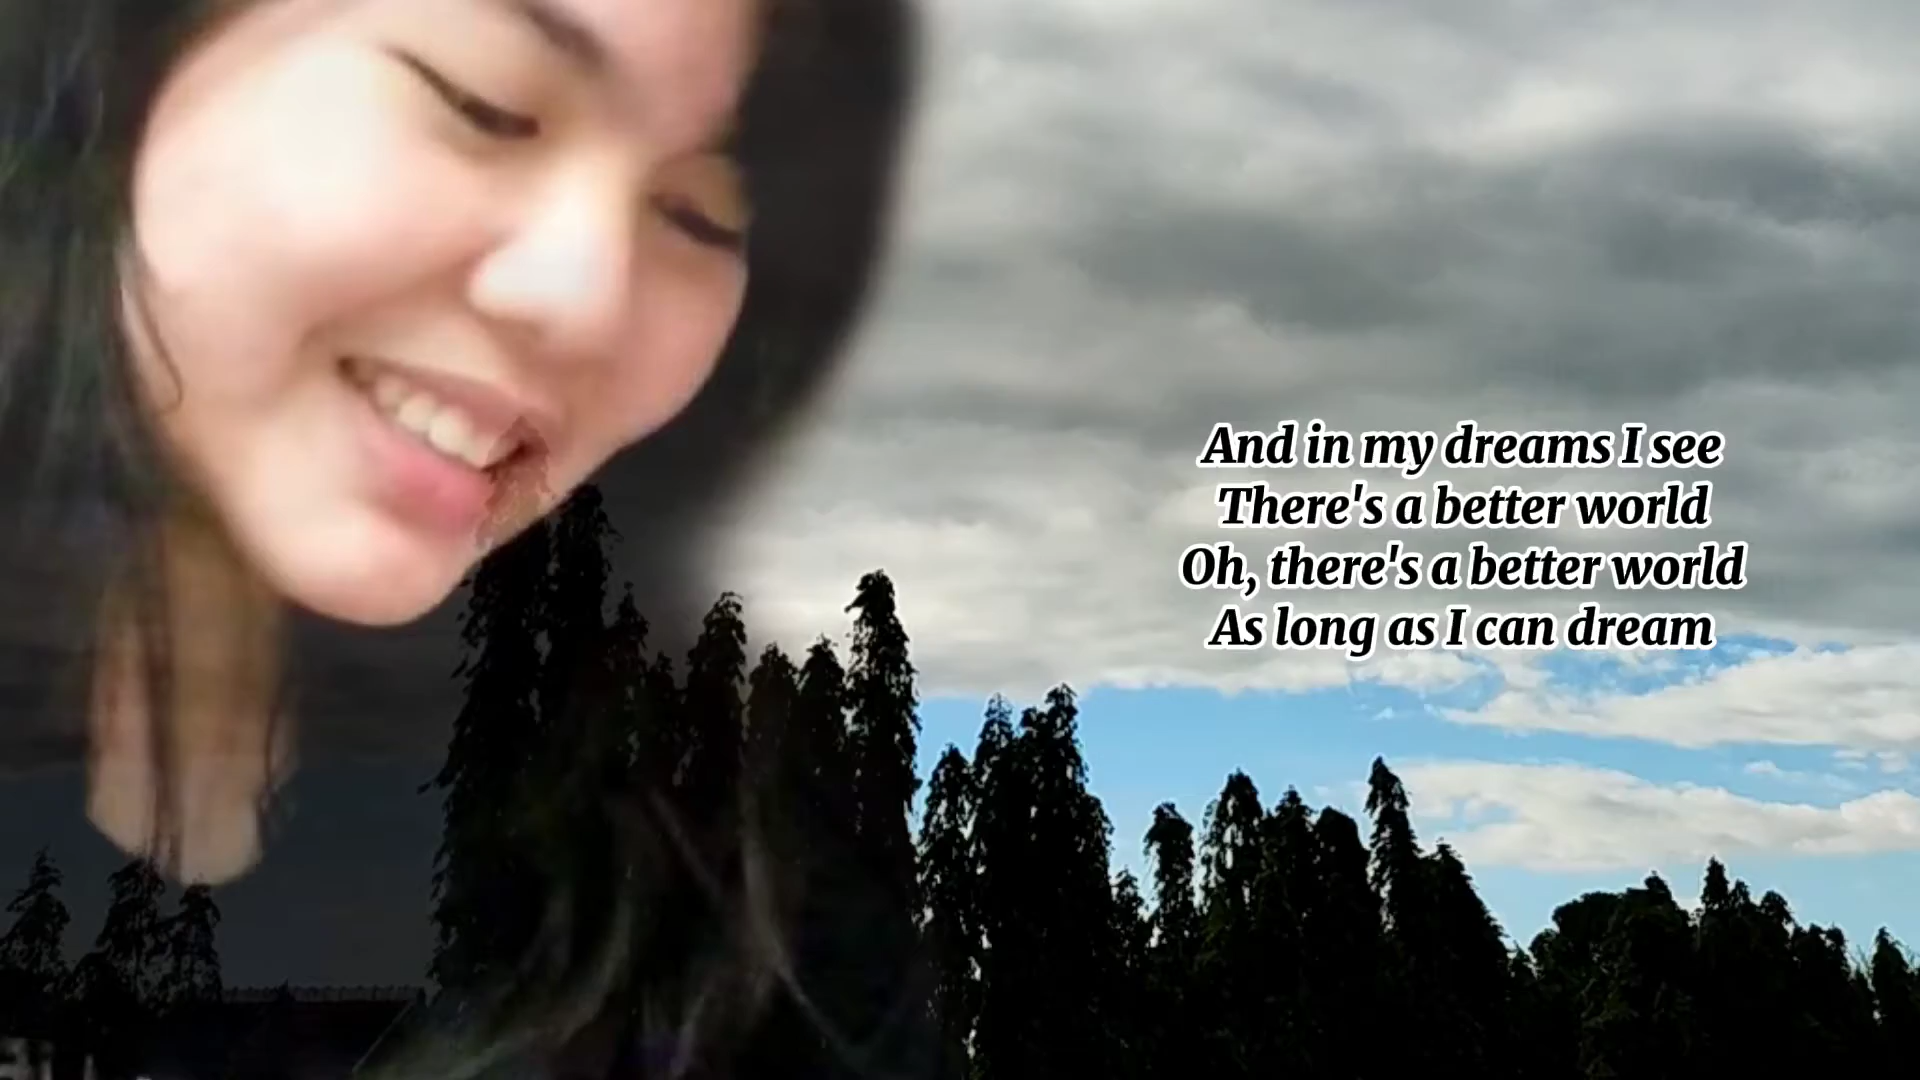 And in my dreams I see
There's a better world
Oh, there's a better world
As long as I can dream